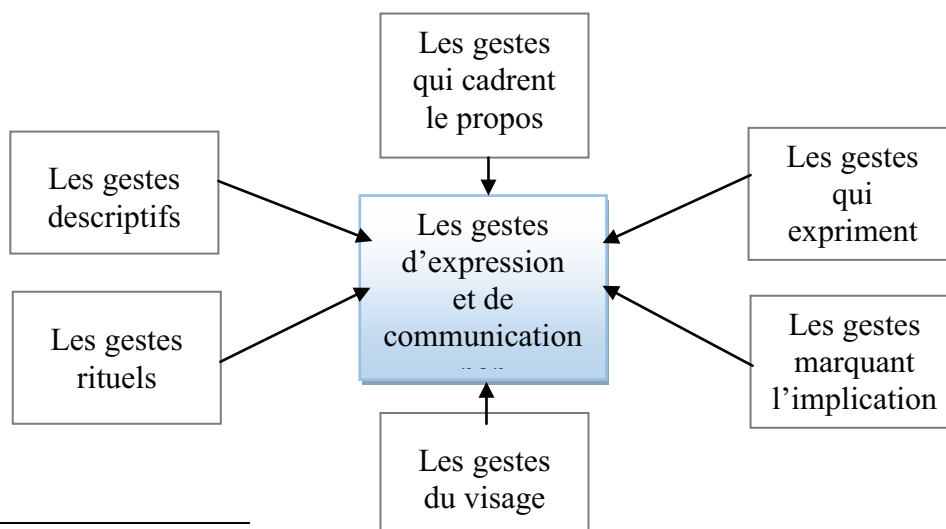 Les gestes
qui cadrent
le propos
Les gestes
descriptifs
Les gestes
qui
expriment
Les gestes
d’expression
et de
communication
Les gestes
rituels
Les gestes
marquant
l’implication
Les gestes
du visage